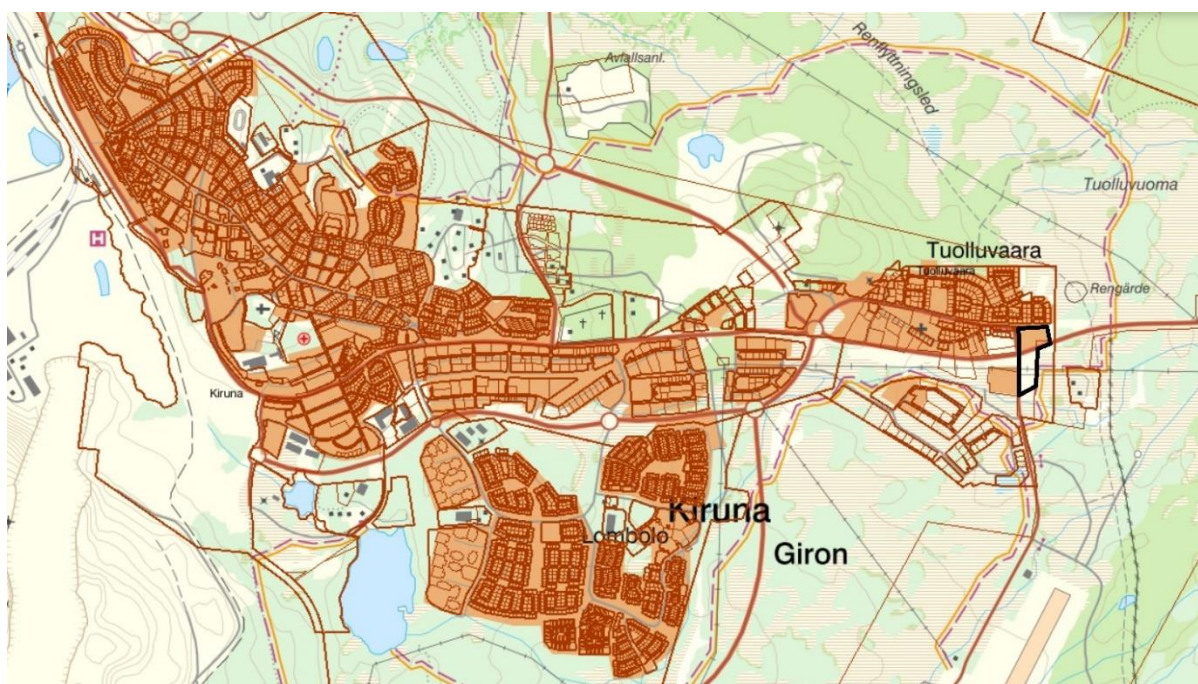 Avfallsanl.
Renflyttningsled
Tuolluvuoma
Tuolluvaara
Tuolluvaara
Rengärde
H
Kiruna
Kiruna
Lombolo
Giron